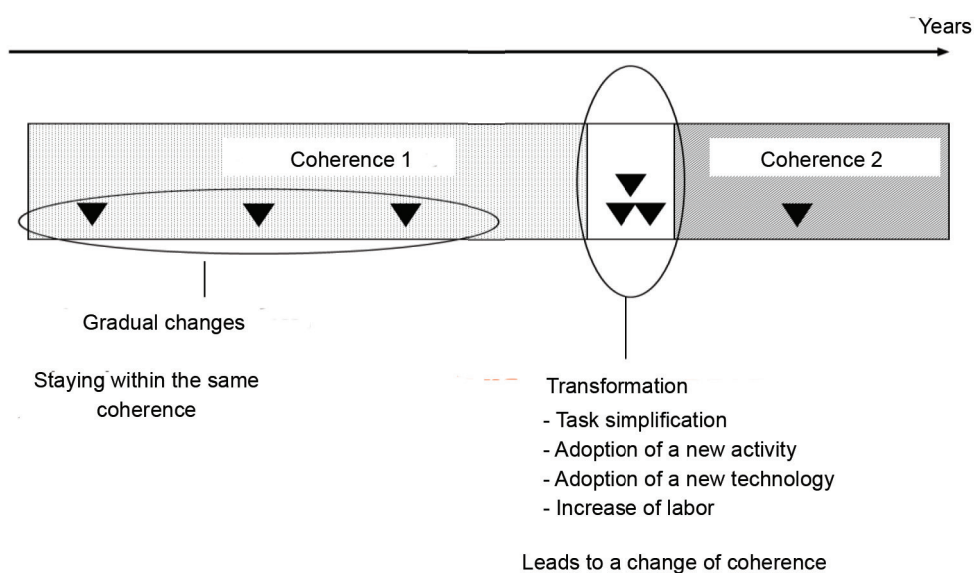 Years
Coherence 1
Coherence 2
Gradual changes
Staying within the same
coherence
Transformation
- Task simplification
- Adoption of a new activity
- Adoption of a new technology
- Increase of labor
Leads to a change of coherence